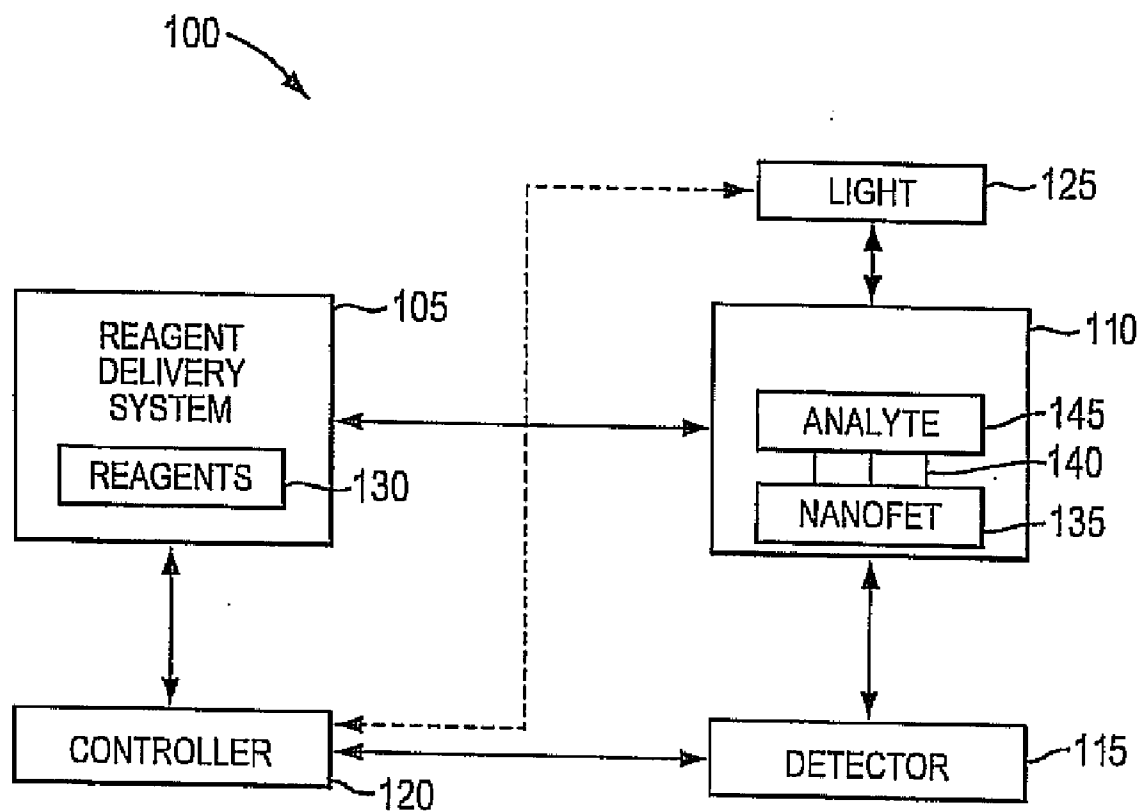 100
LIGHT
125
105
REAGENT
DELIVERY
SYSTEM
REAGENTS
130
110
ANALYTE
145
140
NANOFET
135
CONTROLLER
120
DETECTOR
115